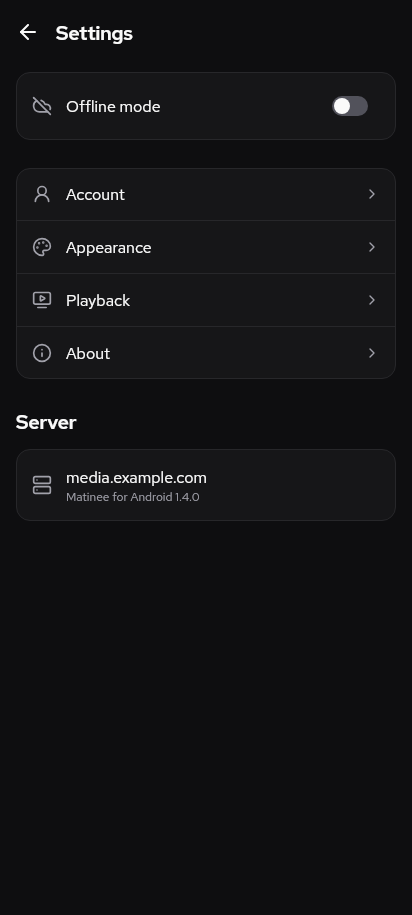 Settings
Offline mode
Account
Appearance
Playback
About
Server
media.example.com
Matinee for Android 1.4.0